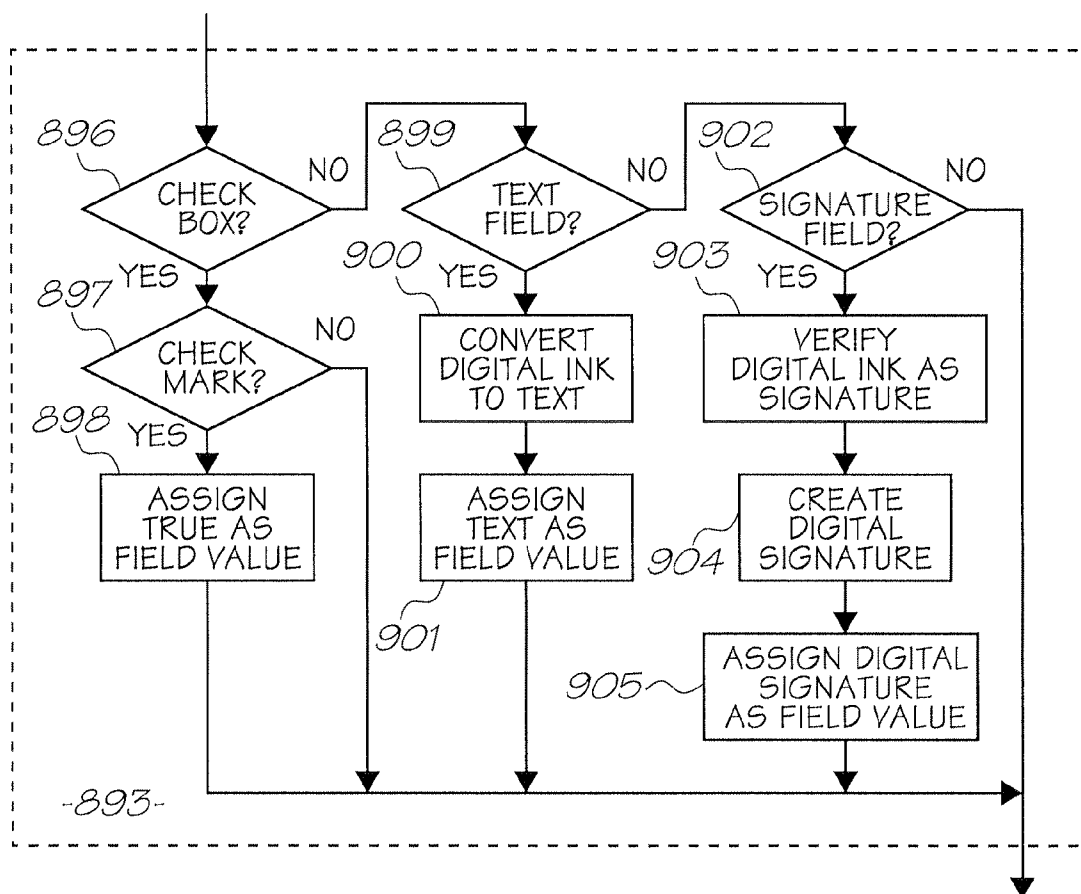 896
CHECK
BOX?
NO
YES
897
CHECK
MARK?
NO
YES
898
ASSIGN
TRUE AS
FIELD VALUE
899
TEXT
FIELD?
NO
YES
900
CONVERT
DIGITAL INK
TO TEXT
ASSIGN
TEXT AS
FIELD VALUE
901
902
SIGNATURE
FIELD?
NO
YES
903
VERIFY
DIGITAL INK AS
SIGNATURE
CREATE
DIGITAL
SIGNATURE
904
ASSIGN DIGITAL
SIGNATURE
AS FIELD VALUE
905
-893-